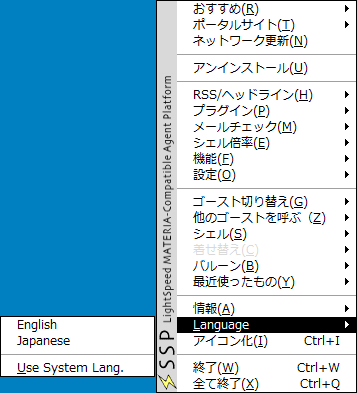 おすすめ(R)
ポータルサイト(T)
ネットワーク更新(N)
アンインストール(U)
RSS/ヘッドライン(H)
プラグイン(P)
メールチェック(M)
シェル倍率(E)
機能(F)
設定(O)
ゴースト切り替え(G)
他のゴーストを呼ぶ(Z)
シェル(S)
着せ替え(C)
バルーン(B)
最近使ったもの(Y)
情報(A)
Language
アイコン化(I) Ctrl+I
終了(W) Ctrl+W
全て終了(X) Ctrl+Q
SSP LightSpeed MATERIA-Compatible Agent Platform
English
Japanese
Use System Lang.